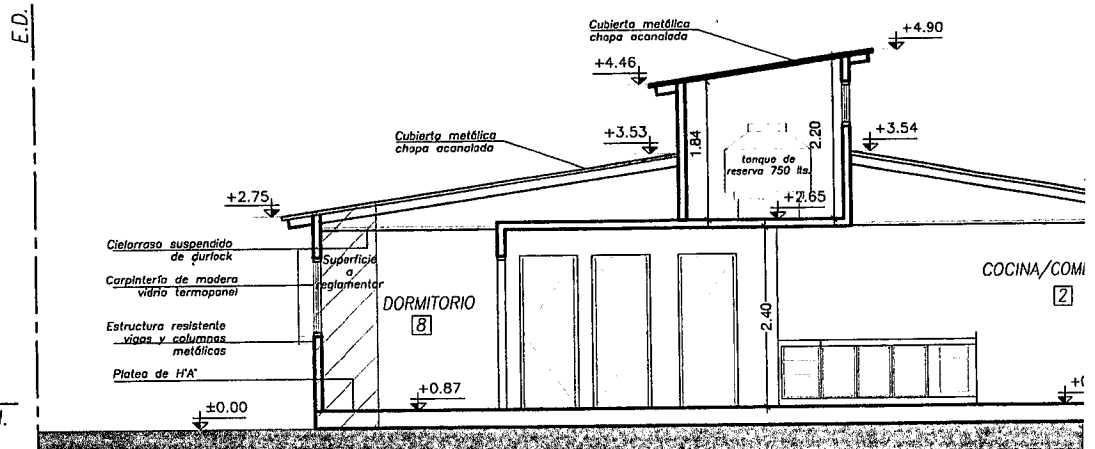 E.D.
Cubierta metálica
chapa acanalada
+4.90
+4.46
Cubierta metálica
chapa acanalada
+3.53
1.84
2.20
+3.54
tanque de
reserva 750 lts.
+2.75
+2.65
Cielorraso suspendido
de durlock
Superficie
a
reglamentar
Carpintería de madera
vidrio termopanel
DORMITORIO
8
COCINA/COM
2
2.40
Estructura resistente
vigas y columnas
metálicas
Platea de H°A°
+0.87
±0.00